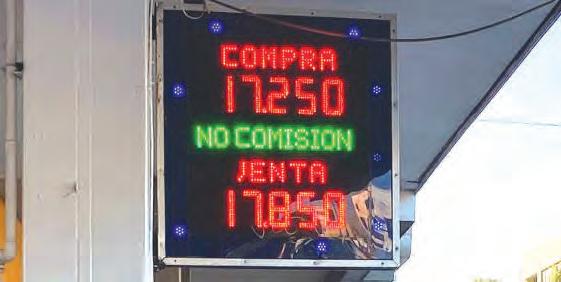 COMPRA
17.250
NO COMISION
VENTA
17.850